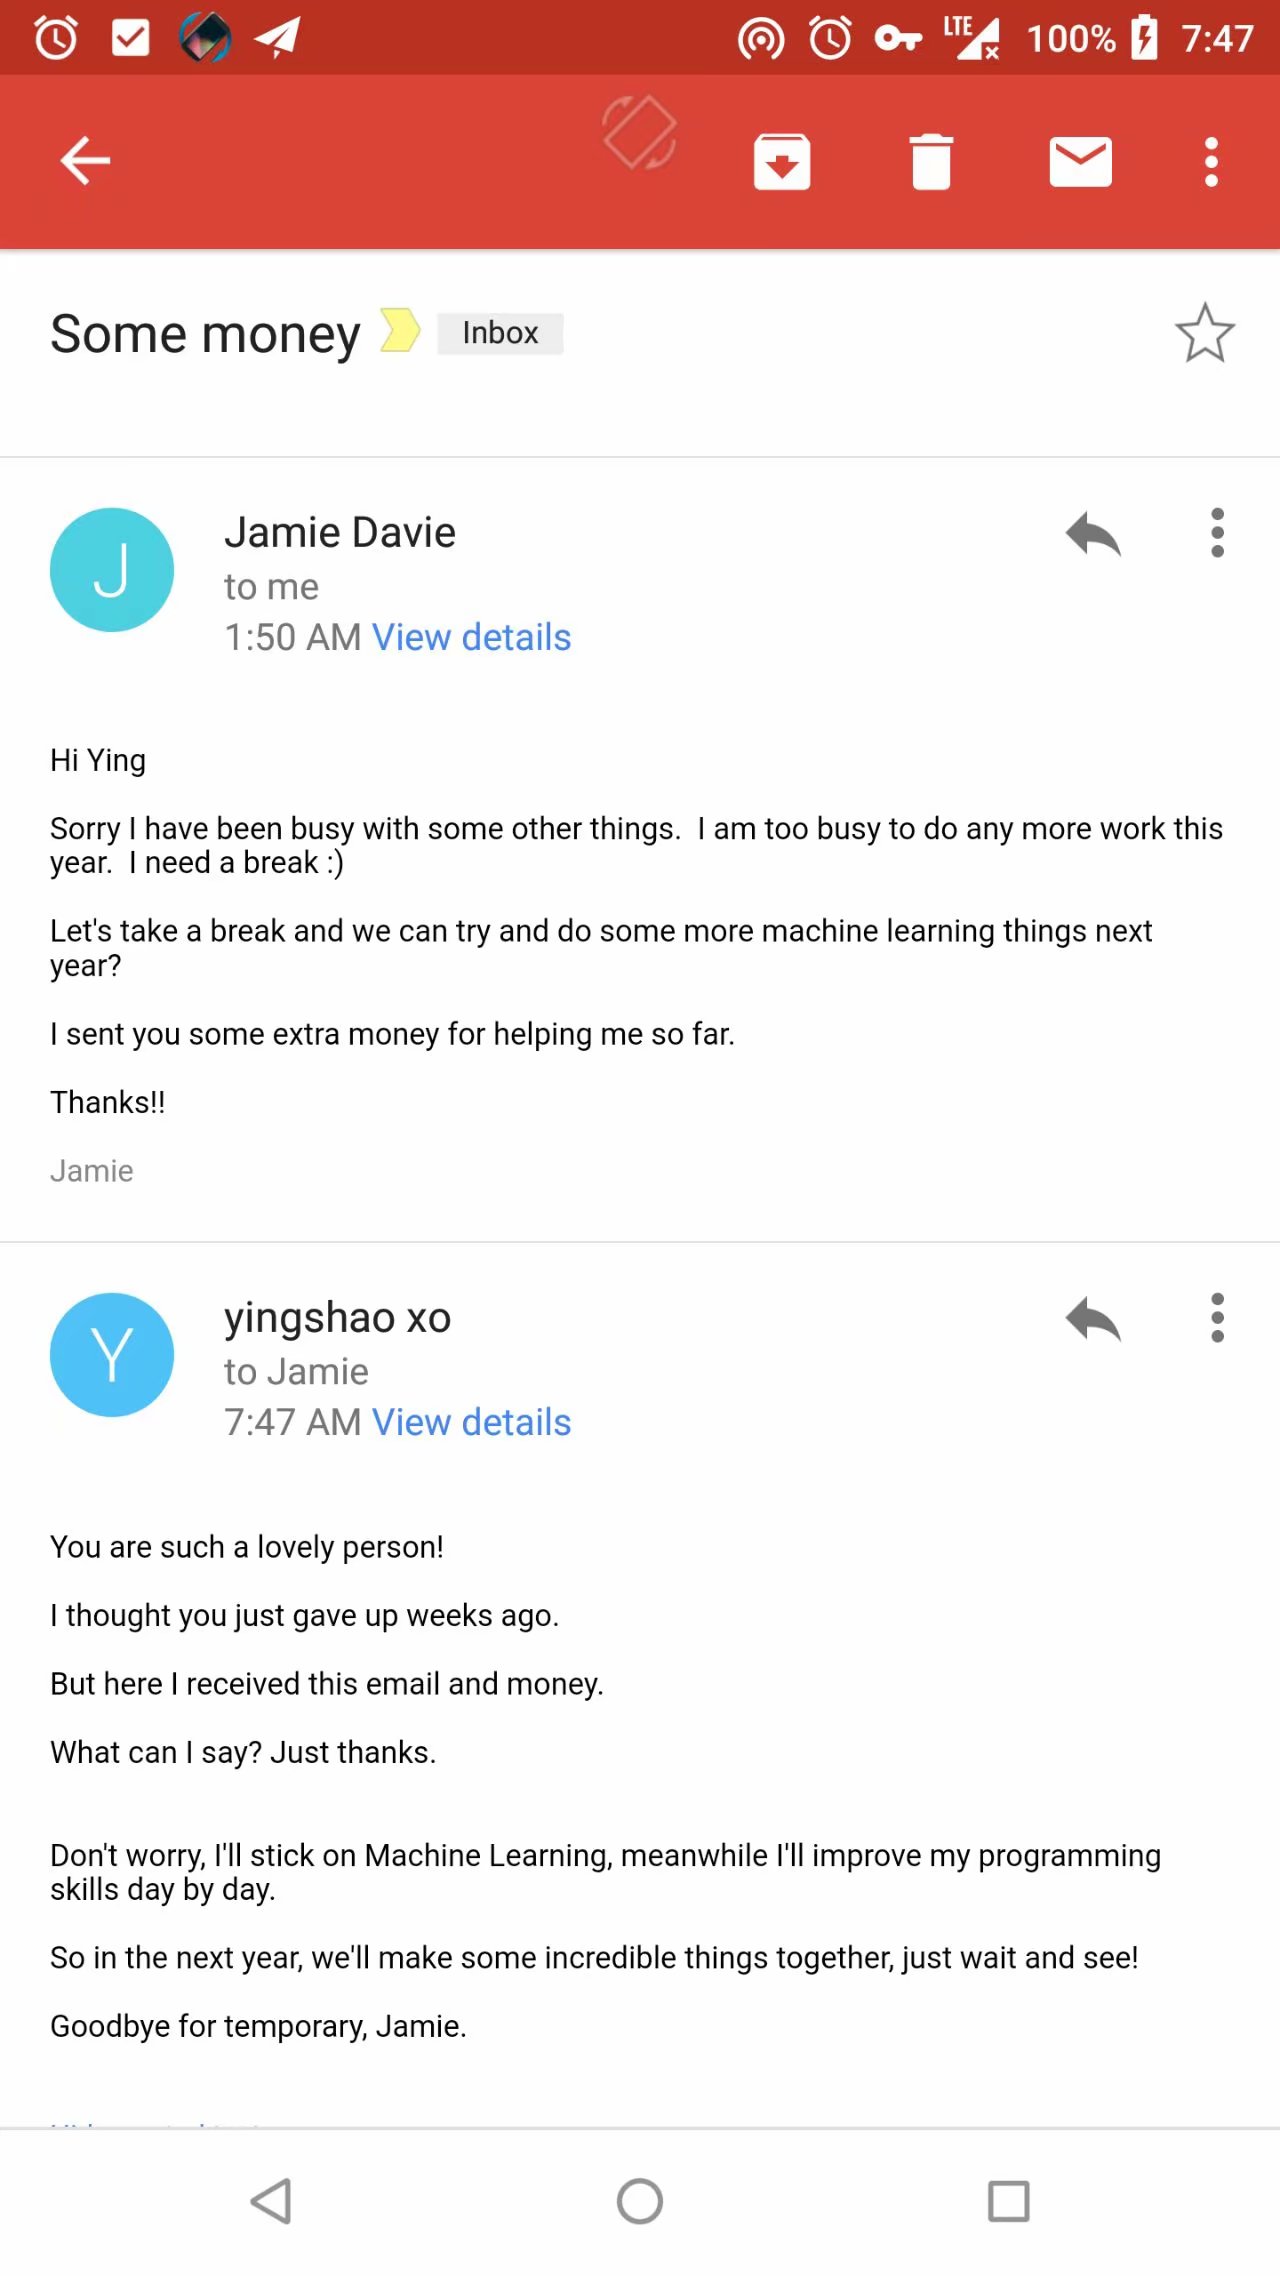 LTE 100% 7:47
Some money Inbox
J
Jamie Davie
to me
1:50 AM View details
Hi Ying
Sorry I have been busy with some other things.  I am too busy to do any more work this
year.  I need a break :)
Let's take a break and we can try and do some more machine learning things next
year?
I sent you some extra money for helping me so far.
Thanks!!
Jamie
Y
yingshao xo
to Jamie
7:47 AM View details
You are such a lovely person!
I thought you just gave up weeks ago.
But here I received this email and money.
What can I say? Just thanks.
Don't worry, I'll stick on Machine Learning, meanwhile I'll improve my programming
skills day by day.
So in the next year, we'll make some incredible things together, just wait and see!
Goodbye for temporary, Jamie.